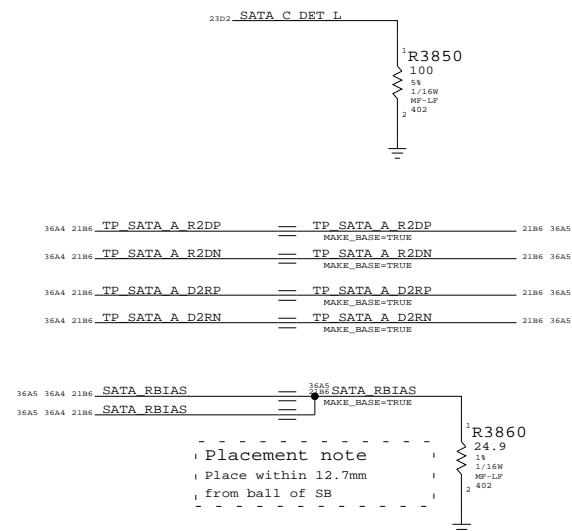 23D2 SATA_C_DET_L
1
R3850
100
5%
1/16W
MF-LF
402
2
36A4 21B6 TP_SATA_A_R2DP TP_SATA_A_R2DP 21B6 36A5
MAKE_BASE=TRUE
36A4 21B6 TP_SATA_A_R2DN TP_SATA_A_R2DN 21B6 36A5
MAKE_BASE=TRUE
36A4 21B6 TP_SATA_A_D2RP TP_SATA_A_D2RP 21B6 36A5
MAKE_BASE=TRUE
36A4 21B6 TP_SATA_A_D2RN TP_SATA_A_D2RN 21B6 36A5
MAKE_BASE=TRUE
36A5
36A5 36A4 21B6 SATA_RBIAS 21B6 SATA_RBIAS
MAKE_BASE=TRUE
36A5 36A4 21B6 SATA_RBIAS
1
R3860
24.9
1%
1/16W
MF-LF
402
2
Placement note
Place within 12.7mm
from ball of SB